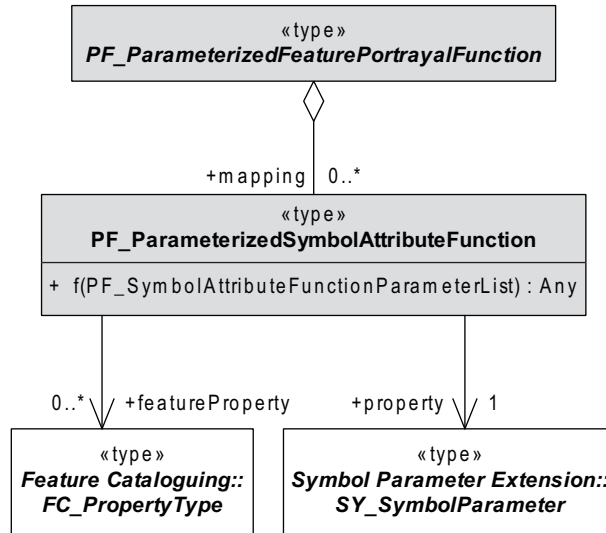 «type»
PF_ParameterizedFeaturePortrayalFunction
+mapping 0..*
«type»
PF_ParameterizedSymbolAttributeFunction
+ f(PF_SymbolAttributeFunctionParameterList) : Any
0..* +featureProperty
+property 1
«type»
Feature Cataloguing::
FC_PropertyType
«type»
Symbol Parameter Extension::
SY_SymbolParameter